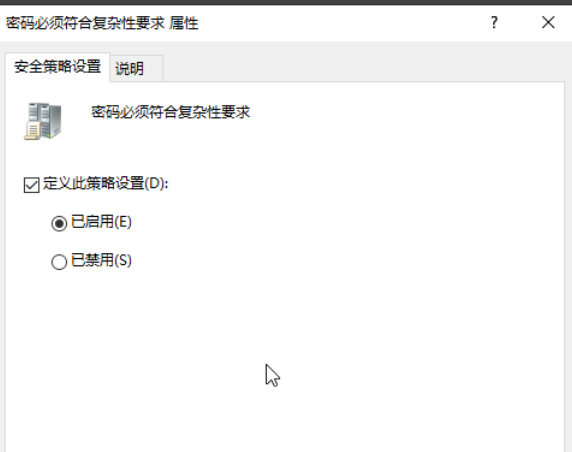 密码必须符合复杂性要求 属性
?
安全策略设置 说明
密码必须符合复杂性要求
定义此策略设置(D):
已启用(E)
已禁用(S)